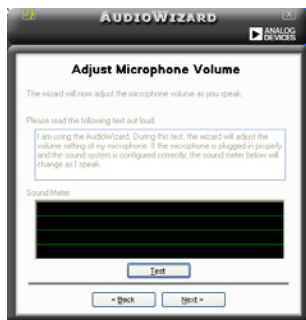 AUDIOWIZARD
ANALOG
DEVICES
Adjust Microphone Volume
The wizard will now adjust the microphone volume as you speak.
Please read the following text out loud
I am using the AudioWizard. During this test, the wizard will adjust the
volume setting of my microphone. If the microphone is plugged in properly
and the sound system is configured correctly, the sound meter below will
change as I speak.
Sound Meter
Test
< Back
Next >